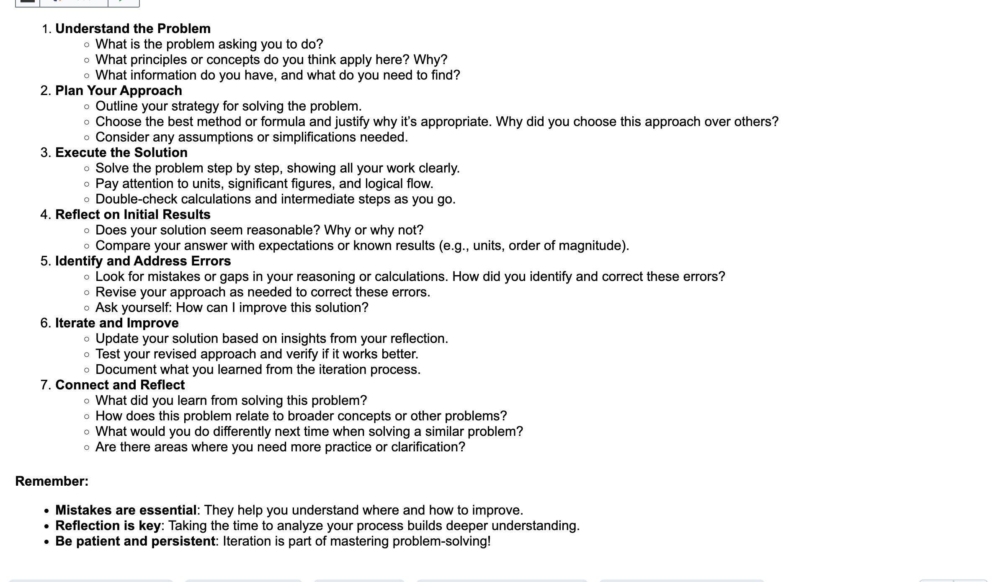 1. Understand the Problem
○ What is the problem asking you to do?
○ What principles or concepts do you think apply here? Why?
○ What information do you have, and what do you need to find?
2. Plan Your Approach
○ Outline your strategy for solving the problem.
○ Choose the best method or formula and justify why it’s appropriate. Why did you choose this approach over others?
○ Consider any assumptions or simplifications needed.
3. Execute the Solution
○ Solve the problem step by step, showing all your work clearly.
○ Pay attention to units, significant figures, and logical flow.
○ Double-check calculations and intermediate steps as you go.
4. Reflect on Initial Results
○ Does your solution seem reasonable? Why or why not?
○ Compare your answer with expectations or known results (e.g., units, order of magnitude).
5. Identify and Address Errors
○ Look for mistakes or gaps in your reasoning or calculations. How did you identify and correct these errors?
○ Revise your approach as needed to correct these errors.
○ Ask yourself: How can I improve this solution?
6. Iterate and Improve
○ Update your solution based on insights from your reflection.
○ Test your revised approach and verify if it works better.
○ Document what you learned from the iteration process.
7. Connect and Reflect
○ What did you learn from solving this problem?
○ How does this problem relate to broader concepts or other problems?
○ What would you do differently next time when solving a similar problem?
○ Are there areas where you need more practice or clarification?
Remember:
• Mistakes are essential: They help you understand where and how to improve.
• Reflection is key: Taking the time to analyze your process builds deeper understanding.
• Be patient and persistent: Iteration is part of mastering problem-solving!